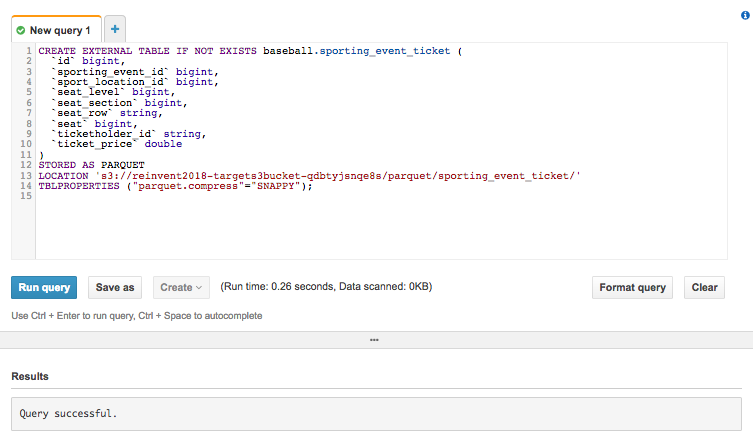 New query 1 +
1 CREATE EXTERNAL TABLE IF NOT EXISTS baseball.sporting_event_ticket (
2 `id` bigint,
3 `sporting_event_id` bigint,
4 `sport_location_id` bigint,
5 `seat_level` bigint,
6 `seat_section` bigint,
7 `seat_row` string,
8 `seat` bigint,
9 `ticketholder_id` string,
10 `ticket_price` double
11 )
12 STORED AS PARQUET
13 LOCATION 's3://reinvent2018-targets3bucket-qdbtyjsnqe8s/parquet/sporting_event_ticket/'
14 TBLPROPERTIES ("parquet.compress"="SNAPPY");
15
Run query Save as Create (Run time: 0.26 seconds, Data scanned: 0KB) Format query Clear
Use Ctrl + Enter to run query, Ctrl + Space to autocomplete
Results
Query successful.